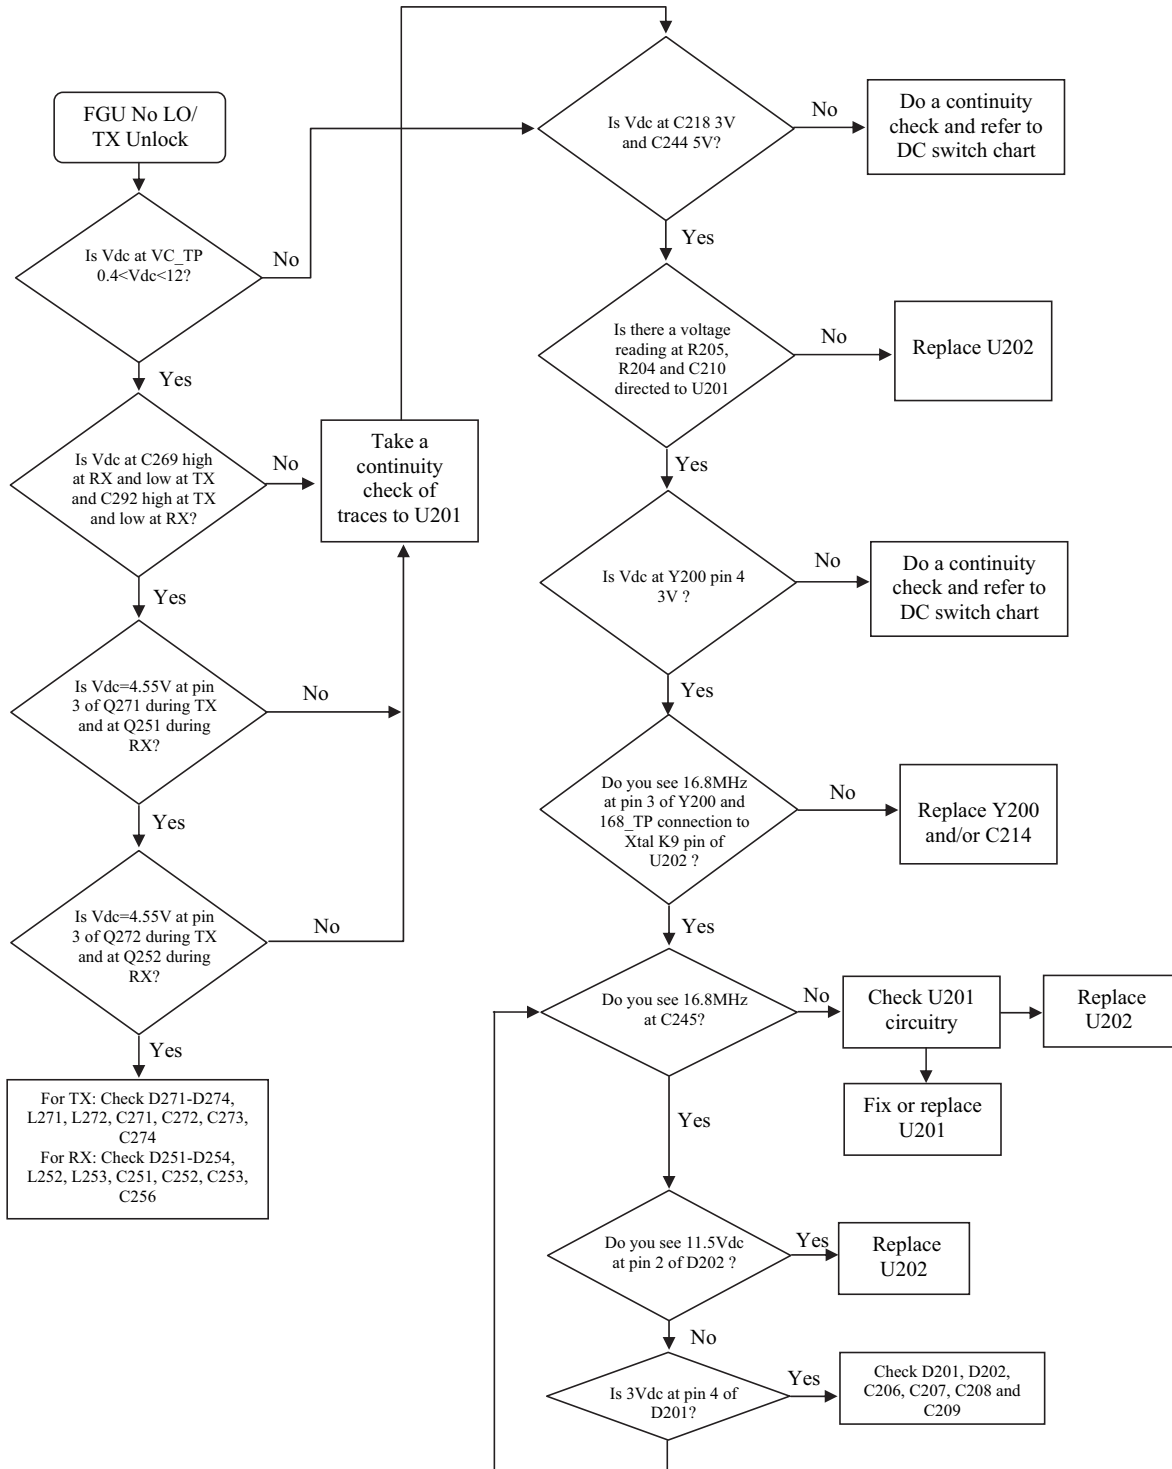 FGU No LO/
TX Unlock
Is Vdc at VC_TP
0.4<Vdc<12?
No
Yes
Is Vdc at C269 high
at RX and low at TX
and C292 high at TX
and low at RX?
No
Take a
continuity
check of
traces to U201
Yes
Is Vdc=4.55V at pin
3 of Q271 during TX
and at Q251 during
RX?
No
Yes
Is Vdc=4.55V at pin
3 of Q272 during TX
and at Q252 during
RX?
No
Yes
For TX: Check D271-D274,
L271, L272, C271, C272, C273,
C274
For RX: Check D251-D254,
L252, L253, C251, C252, C253,
C256
Is Vdc at C218 3V
and C244 5V?
No
Do a continuity
check and refer to
DC switch chart
Yes
Is there a voltage
reading at R205,
R204 and C210
directed to U201
No
Replace U202
Yes
Is Vdc at Y200 pin 4
3V ?
No
Do a continuity
check and refer to
DC switch chart
Yes
Do you see 16.8MHz
at pin 3 of Y200 and
168_TP connection to
Xtal K9 pin of
U202 ?
No
Replace Y200
and/or C214
Yes
Do you see 16.8MHz
at C245?
No
Check U201
circuitry
Replace
U202
Fix or replace
U201
Yes
Do you see 11.5Vdc
at pin 2 of D202 ?
Yes
Replace
U202
No
Is 3Vdc at pin 4 of
D201?
Yes
Check D201, D202,
C206, C207, C208 and
C209